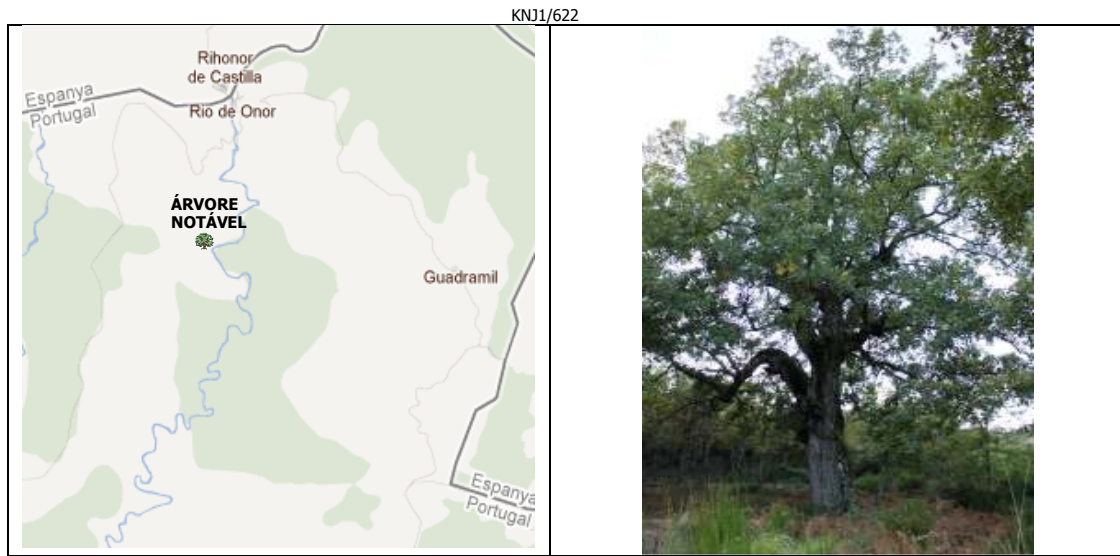 KNJ1/622
Rihonor
de Castilla
Espanya
Portugal
Rio de Onor
ÁRVORE
NOTÁVEL
Guadramil
Espanya
Portugal